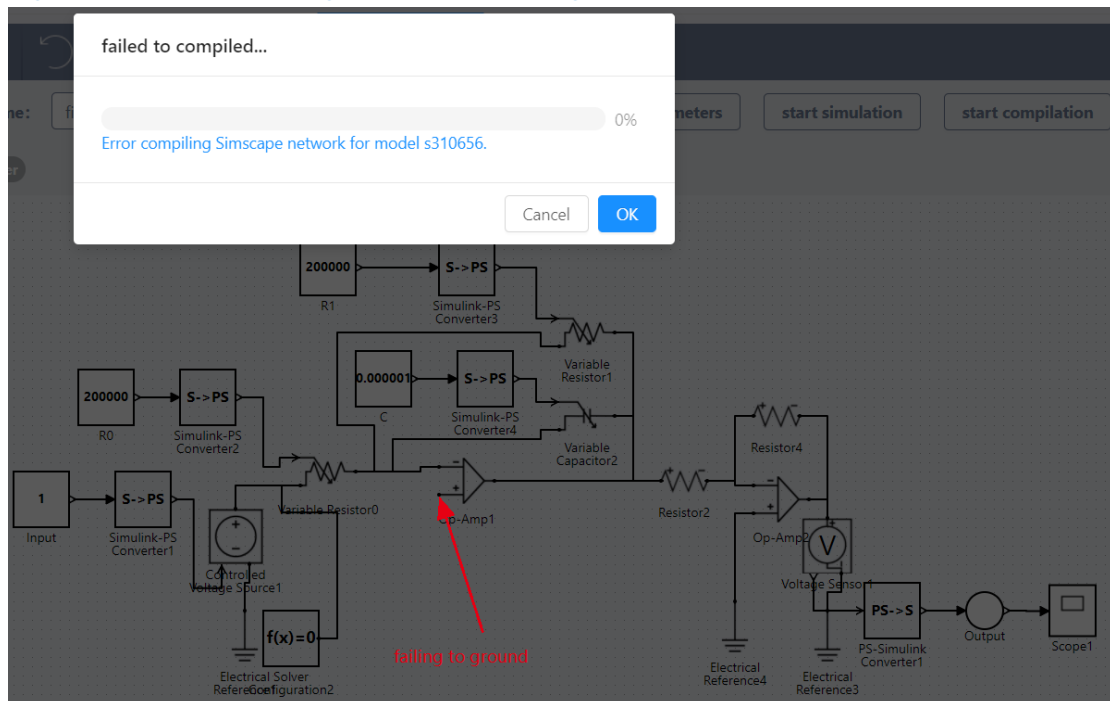 failed to compiled...
0%
Error compiling Simscape network for model s310656.
Cancel
OK
me:
fi
meters
start simulation
start compilation
er
200000
S->PS
R1
Simulink-PS
Converter3
Variable
Resistor1
0.000001
S->PS
C
Simulink-PS
Converter4
Variable
Capacitor2
200000
S->PS
R0
Simulink-PS
Converter2
Resistor4
1
S->PS
Input
Simulink-PS
Converter1
Variable Resistor0
Op-Amp1
Resistor2
Op-Amp2
V
Controlled
Voltage Source1
Voltage Sensor1
f(x)=0
failing to ground
PS->S
Output
Scope1
PS-Simulink
Converter1
Electrical
Reference4
Electrical
Reference3
Electrical Solver
Configuration2